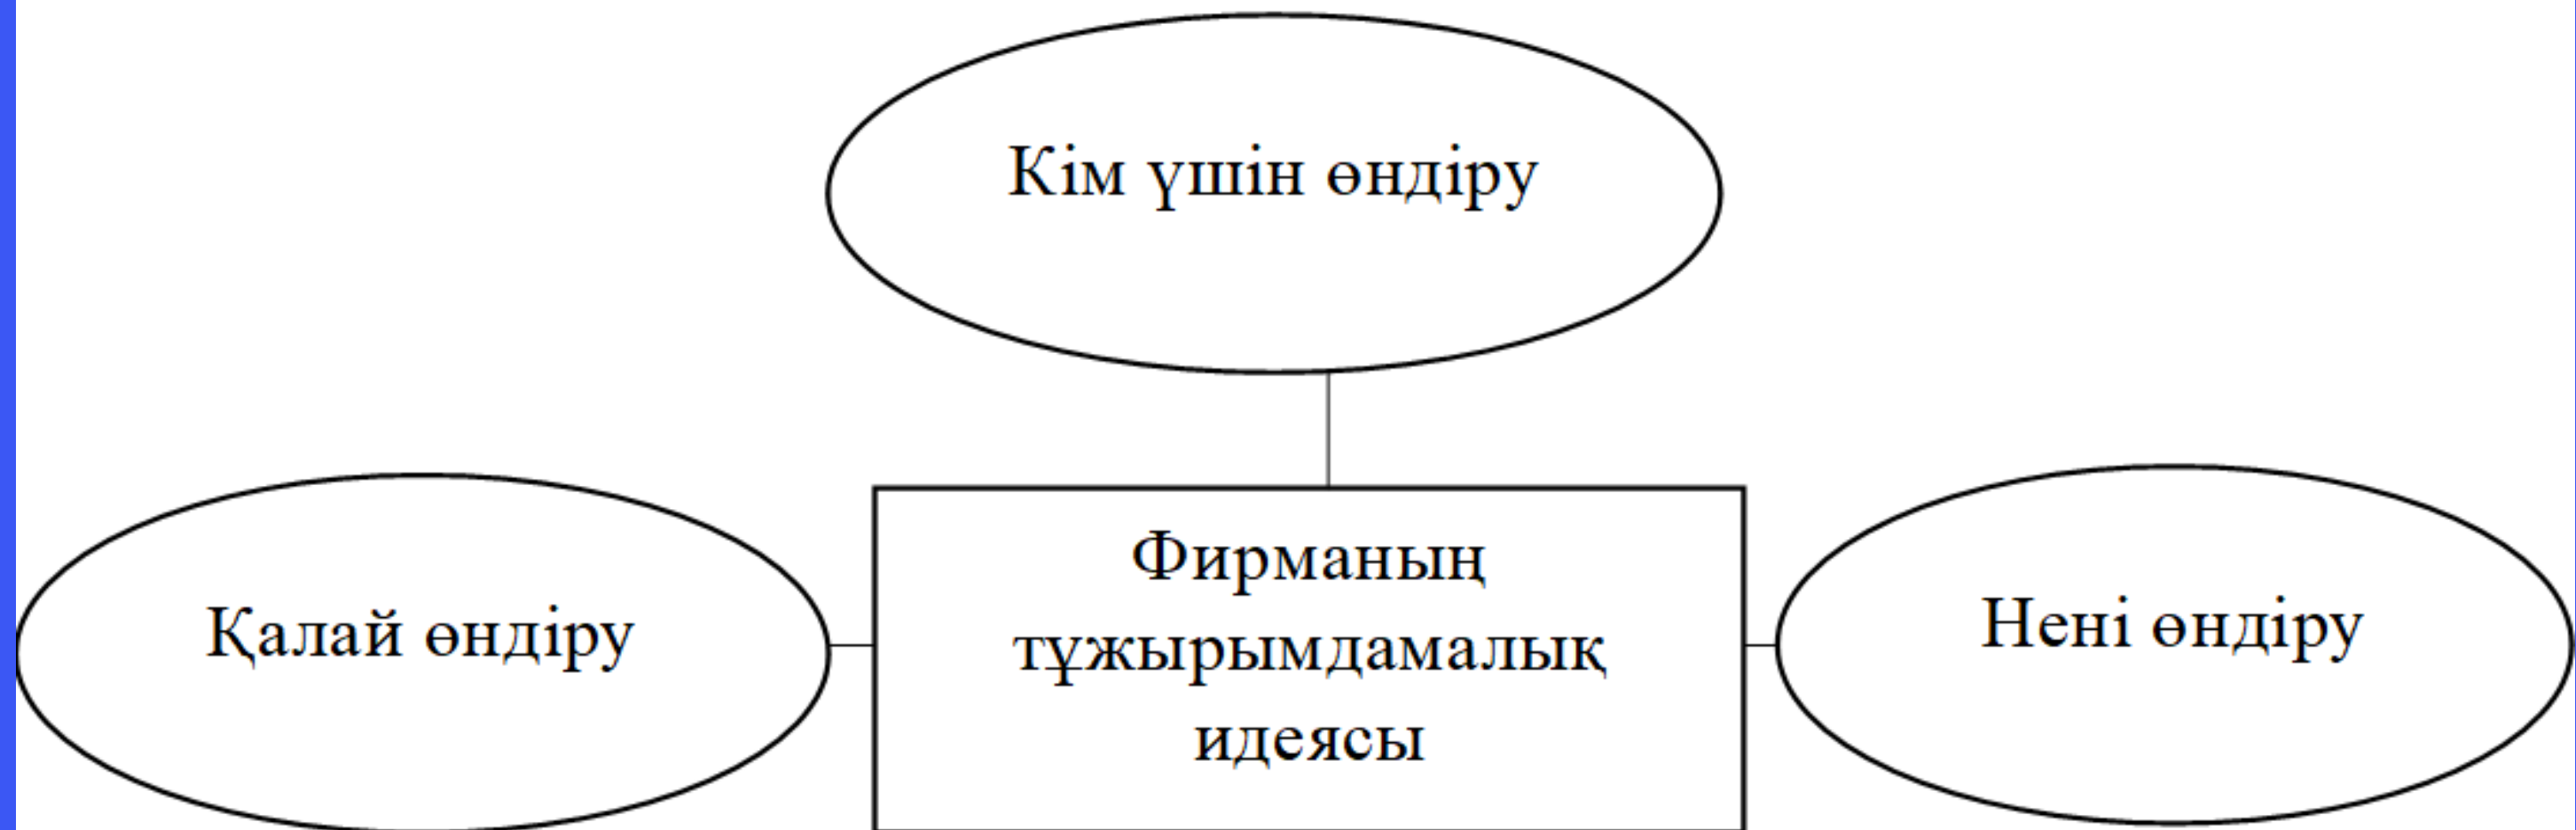 Кім үшін өндіру
Қалай өндіру
Фирманың
тұжырымдамалық
идеясы
Нені өндіру